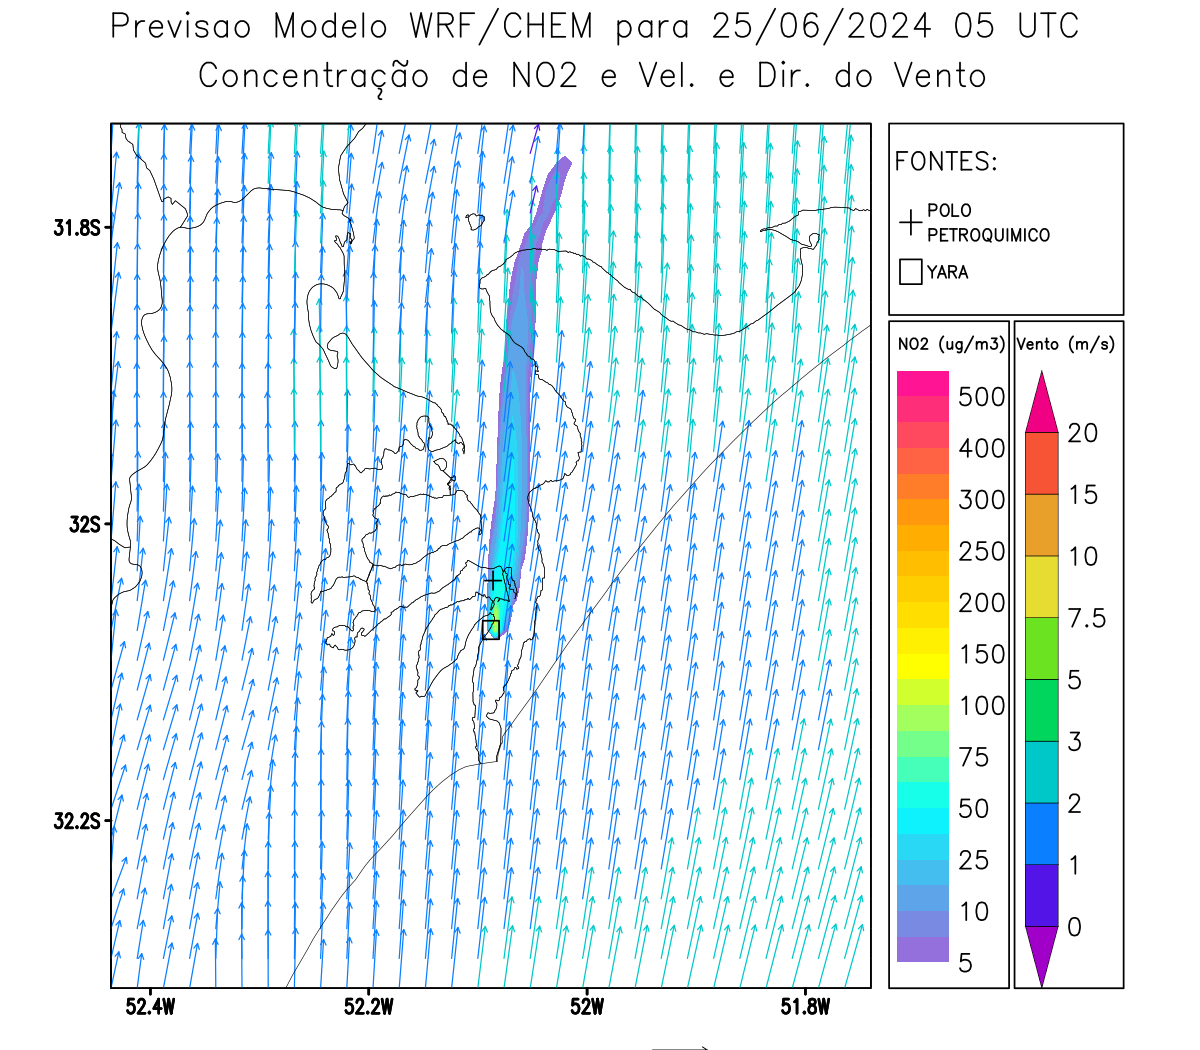 Previsao Modelo WRF/CHEM para 25/06/2024 05 UTC
Concentração de NO2 e Vel. e Dir. do Vento
FONTES:
POLO
PETROQUIMICO
YARA
NO2 (ug/m3)
500
400
300
250
200
150
100
75
50
25
10
5
Vento (m/s)
20
15
10
7.5
5
3
2
1
0
31.8S
32S
32.2S
52.4W
52.2W
52W
51.8W